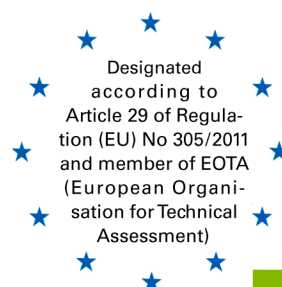 Designated
according to
Article 29 of Regula-
tion (EU) No 305/2011
and member of EOTA
(European Organi-
sation for Technical
Assessment)